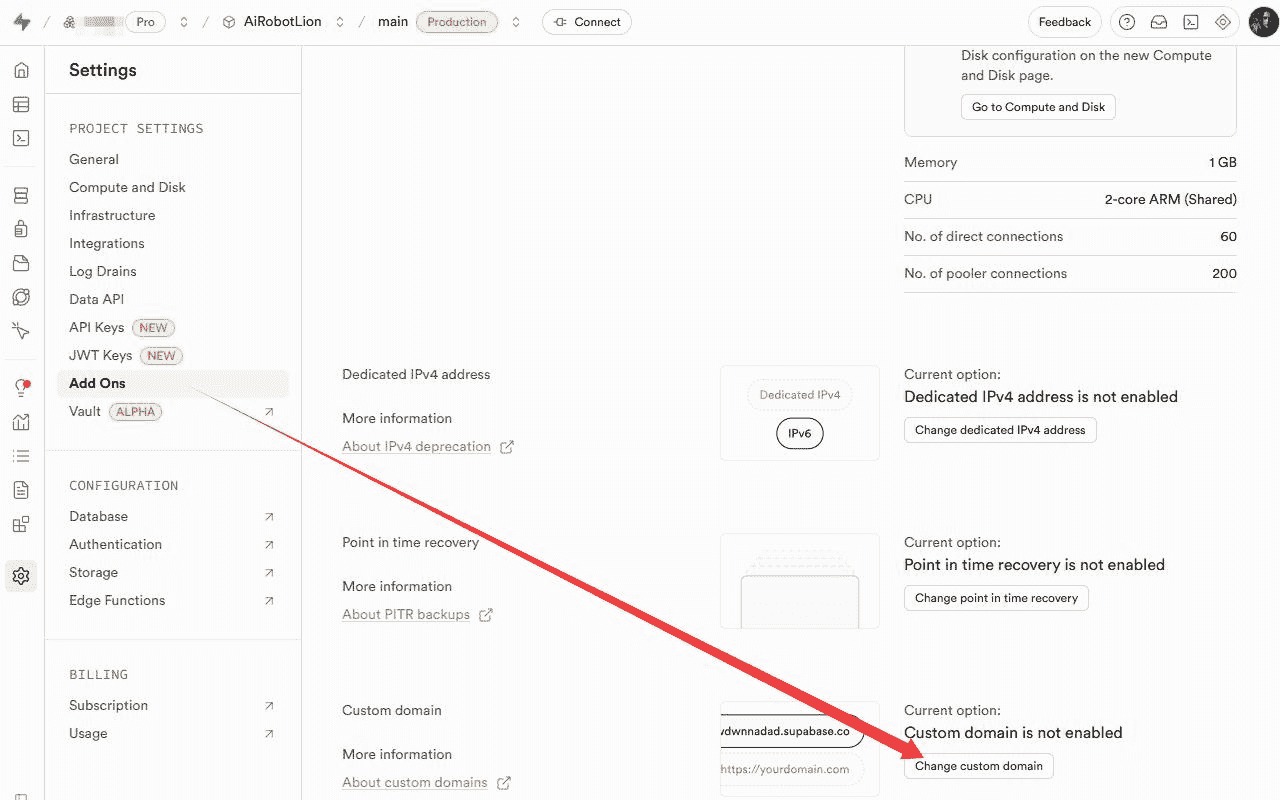 Pro
AiRobotLion
main
Production
Connect
Feedback
Settings
PROJECT SETTINGS
General
Compute and Disk
Infrastructure
Integrations
Log Drains
Data API
API Keys NEW
JWT Keys NEW
Add Ons
Vault ALPHA
CONFIGURATION
Database
Authentication
Storage
Edge Functions
BILLING
Subscription
Usage
Disk configuration on the new Compute
and Disk page.
Go to Compute and Disk
Memory 1 GB
CPU 2-core ARM (Shared)
No. of direct connections 60
No. of pooler connections 200
Dedicated IPv4 address
More information
About IPv4 deprecation
Dedicated IPv4
IPv6
Current option:
Dedicated IPv4 address is not enabled
Change dedicated IPv4 address
Point in time recovery
More information
About PITR backups
Current option:
Point in time recovery is not enabled
Change point in time recovery
Custom domain
More information
About custom domains
vdwnnadad.supabase.co
https://yourdomain.com
Current option:
Custom domain is not enabled
Change custom domain